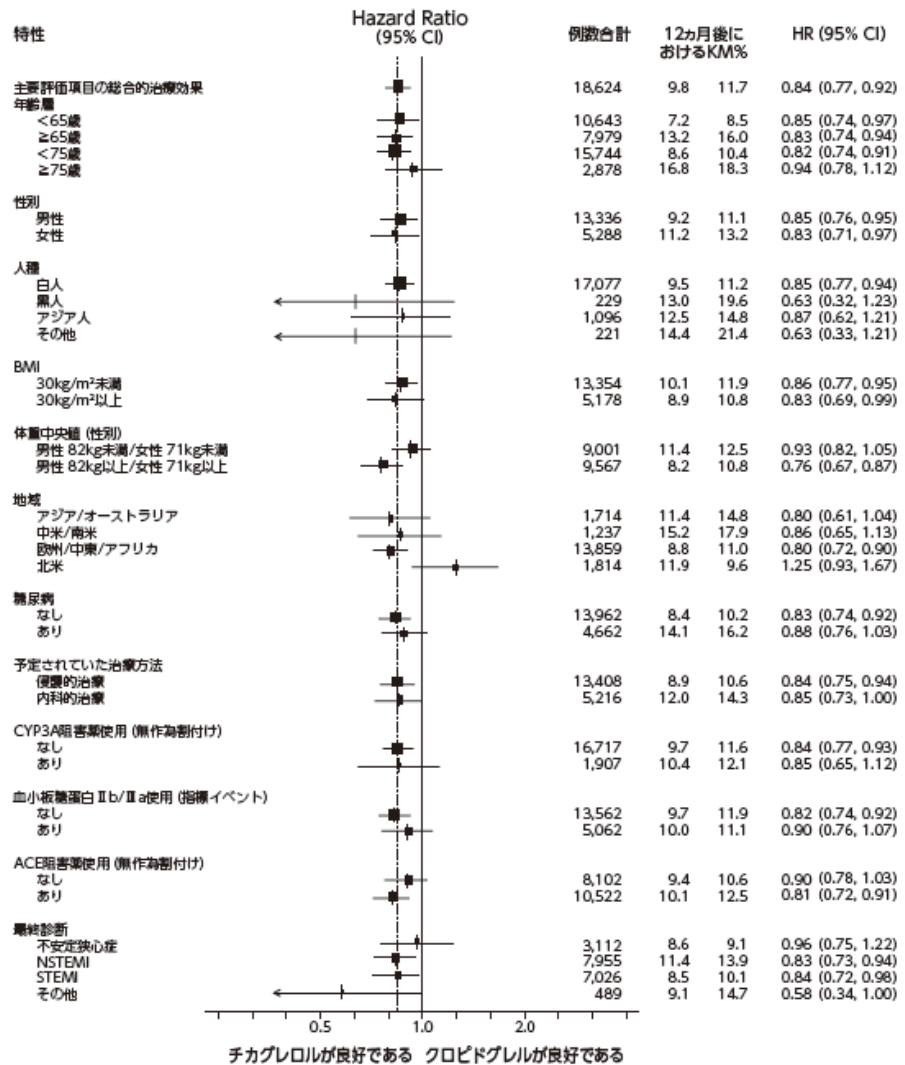 Hazard Ratio
特性 (95% CI) 例数合計 12ヵ月後に HR (95% CI)
おけるKM%
主要評価項目の総合的治療効果 18,624 9.8 11.7 0.84 (0.77, 0.92)
年齢層
<65歳 10,643 7.2 8.5 0.85 (0.74, 0.97)
≧65歳 7,979 13.2 16.0 0.83 (0.74, 0.94)
<75歳 15,744 8.6 10.4 0.82 (0.74, 0.91)
≧75歳 2,878 16.8 18.3 0.94 (0.78, 1.12)
性別
男性 13,336 9.2 11.1 0.85 (0.76, 0.95)
女性 5,288 11.2 13.2 0.83 (0.71, 0.97)
人種
白人 17,077 9.5 11.2 0.85 (0.77, 0.94)
黒人 229 13.0 19.6 0.63 (0.32, 1.23)
アジア人 1,096 12.5 14.8 0.87 (0.62, 1.21)
その他 221 14.4 21.4 0.63 (0.33, 1.21)
BMI
30kg/m²未満 13,354 10.1 11.9 0.86 (0.77, 0.95)
30kg/m²以上 5,178 8.9 10.8 0.83 (0.69, 0.99)
体重中央値 (性別)
男性 82kg未満/女性 71kg未満 9,001 11.4 12.5 0.93 (0.82, 1.05)
男性 82kg以上/女性 71kg以上 9,567 8.2 10.8 0.76 (0.67, 0.87)
地域
アジア/オーストラリア 1,714 11.4 14.8 0.80 (0.61, 1.04)
中米/南米 1,237 15.2 17.9 0.86 (0.65, 1.13)
欧州/中東/アフリカ 13,859 8.8 11.0 0.80 (0.72, 0.90)
北米 1,814 11.9 9.6 1.25 (0.93, 1.67)
糖尿病
なし 13,962 8.4 10.2 0.83 (0.74, 0.92)
あり 4,662 14.1 16.2 0.88 (0.76, 1.03)
予定されていた治療方法
侵襲的治療 13,408 8.9 10.6 0.84 (0.75, 0.94)
内科的治療 5,216 12.0 14.3 0.85 (0.73, 1.00)
CYP3A阻害薬使用 (無作為割付け)
なし 16,717 9.7 11.6 0.84 (0.77, 0.93)
あり 1,907 10.4 12.1 0.85 (0.65, 1.12)
血小板糖蛋白Ⅱb/Ⅲa使用 (指標イベント)
なし 13,562 9.7 11.9 0.82 (0.74, 0.92)
あり 5,062 10.0 11.1 0.90 (0.76, 1.07)
ACE阻害薬使用 (無作為割付け)
なし 8,102 9.4 10.6 0.90 (0.78, 1.03)
あり 10,522 10.1 12.5 0.81 (0.72, 0.91)
最終診断
不安定狭心症 3,112 8.6 9.1 0.96 (0.75, 1.22)
NSTEMI 7,955 11.4 13.9 0.83 (0.73, 0.94)
STEMI 7,026 8.5 10.1 0.84 (0.72, 0.98)
その他 489 9.1 14.7 0.58 (0.34, 1.00)
0.5 1.0 2.0
チカグレロルが良好である クロピドグレルが良好である